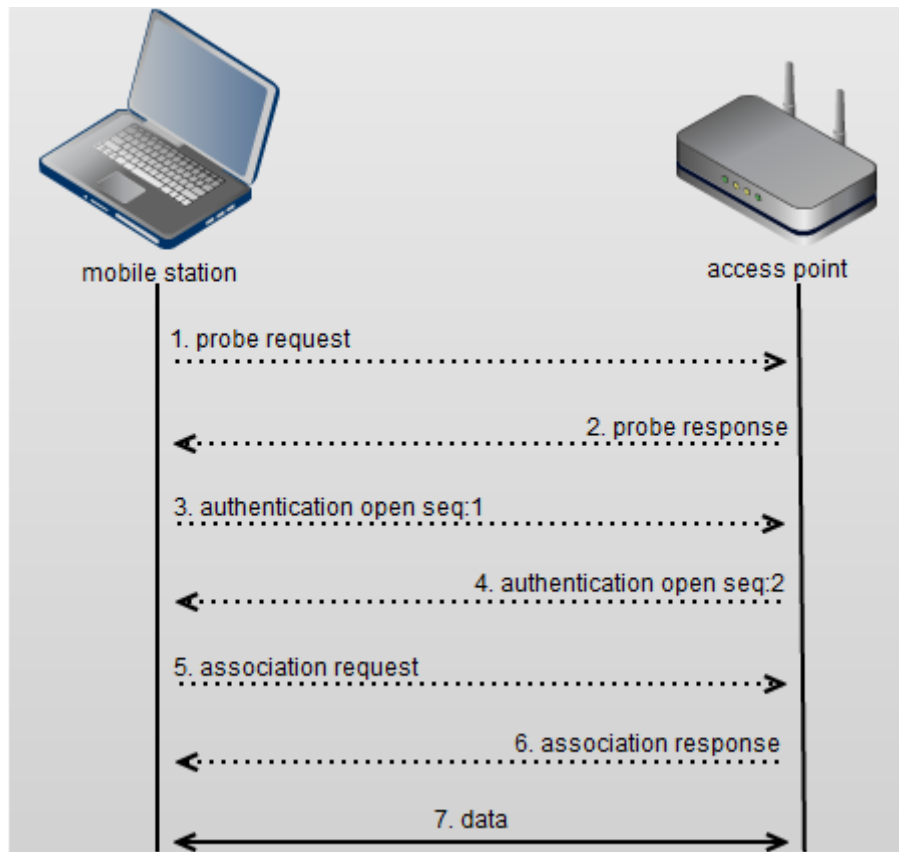 mobile station
access point
1. probe request
2. probe response
3. authentication open seq:1
4. authentication open seq:2
5. association request
6. association response
7. data